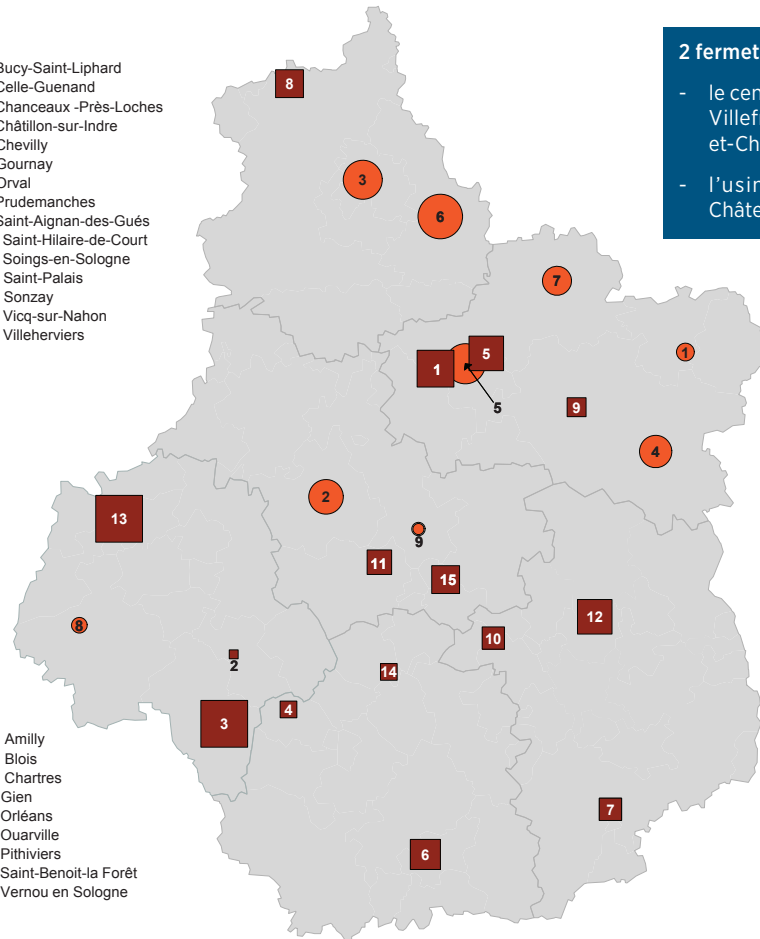 Bucy-Saint-Liphard
Celle-Guenand
Chanceaux -Près-Loches
Châtillon-sur-Indre
Chevilly
Gournay
Orval
Prudemanches
Saint-Aignan-des-Gués
Saint-Hilaire-de-Court
Soings-en-Sologne
Saint-Palais
Sonzay
Vicq-sur-Nahon
Villeherviers
2 fermet
- le cen
Villef
et-Ch
- l'usin
Châte
8
3
6
7
1
5
1
5
9
4
2
9
13
11
15
12
8
2
10
14
3
4
7
6
Amilly
Blois
Chartres
Gien
Orléans
Ouarville
Pithiviers
Saint-Benoit-la Forêt
Vernou en Sologne